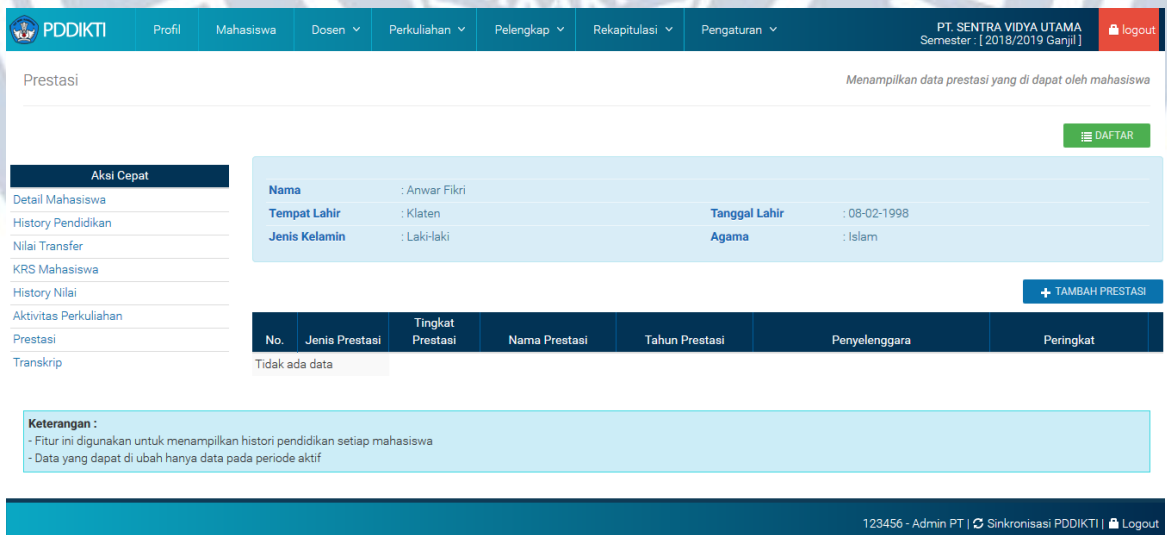 PDDIKTI Profil Mahasiswa Dosen Perkuliahan Pelengkap Rekapitulasi Pengaturan PT. SENTRA VIDYA UTAMA
Semester : [ 2018/2019 Ganjil ] logout
Prestasi Menampilkan data prestasi yang di dapat oleh mahasiswa
DAFTAR
Aksi Cepat
Detail Mahasiswa
History Pendidikan
Nilai Transfer
KRS Mahasiswa
History Nilai
Aktivitas Perkuliahan
Prestasi
Transkrip
Nama : Anwar Fikri
Tempat Lahir : Klaten Tanggal Lahir : 08-02-1998
Jenis Kelamin : Laki-laki Agama : Islam
+ TAMBAH PRESTASI
No. Jenis Prestasi Tingkat Prestasi Nama Prestasi Tahun Prestasi Penyelenggara Peringkat
Tidak ada data
Keterangan :
- Fitur ini digunakan untuk menampilkan histori pendidikan setiap mahasiswa
- Data yang dapat di ubah hanya data pada periode aktif
123456 - Admin PT | Sinkronisasi PDDIKTI | Logout